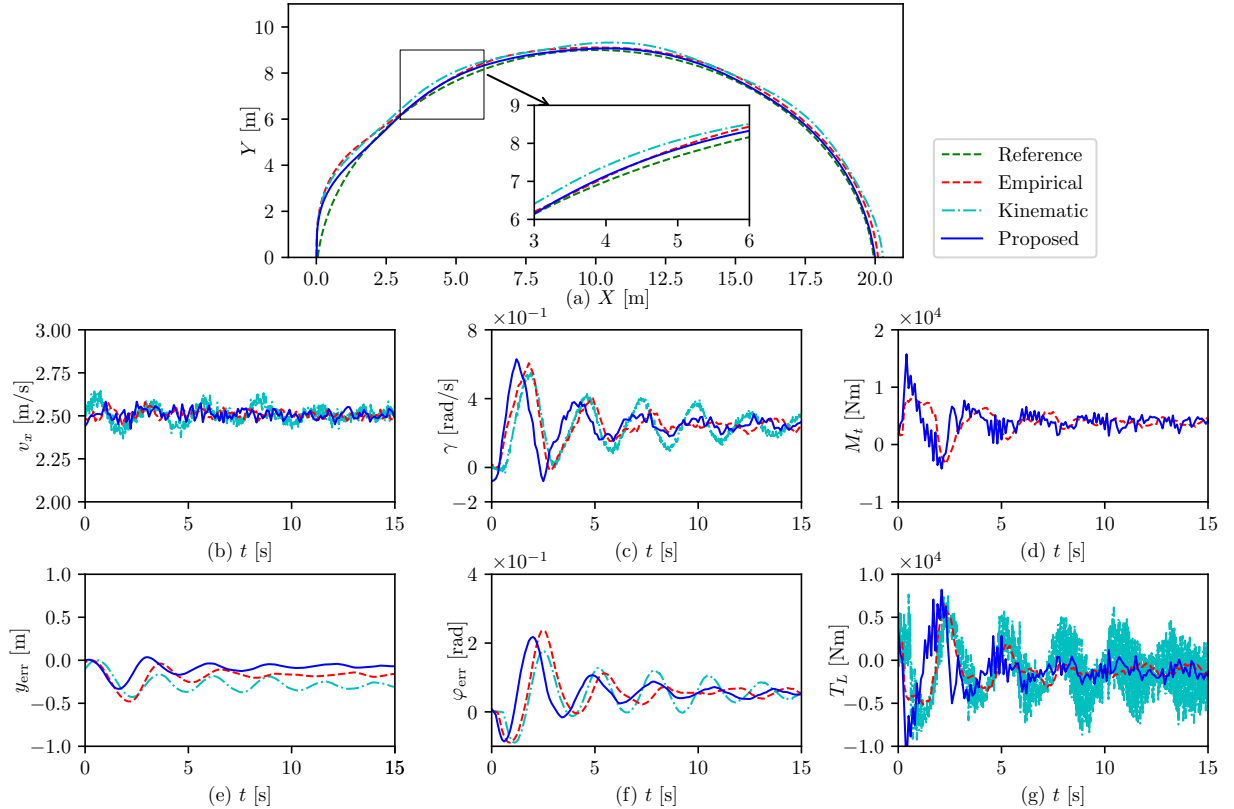 10
8
6
4
2
0
Y [m]
0.0 2.5 5.0 7.5 10.0 12.5 15.0 17.5 20.0
(a) X [m]
9
8
7
6
3 4 5 6
Reference
Empirical
Kinematic
Proposed
3.00
2.75
2.50
2.25
2.00
v_x [m/s]
0 5 10 15
(b) t [s]
×10⁻¹
8
4
0
−2
γ [rad/s]
0 5 10 15
(c) t [s]
×10⁴
2
1
0
−1
M_t [Nm]
0 5 10 15
(d) t [s]
1.0
0.5
0.0
−0.5
−1.0
y_err [m]
0 5 10 15
(e) t [s]
×10⁻¹
4
2
0
φ_err [rad]
0 5 10 15
(f) t [s]
×10⁴
1.0
0.5
0.0
−0.5
−1.0
T_L [Nm]
0 5 10 15
(g) t [s]